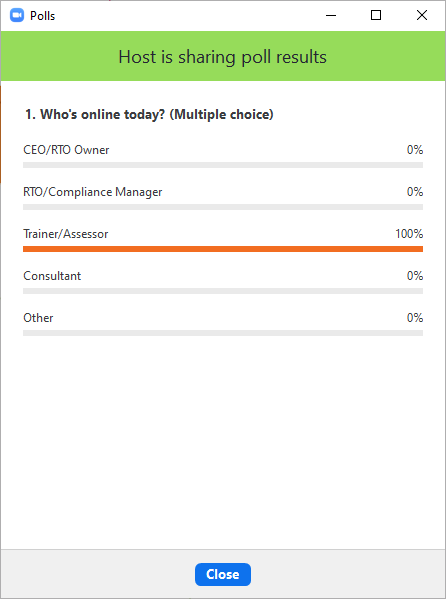 Polls
Host is sharing poll results
1. Who's online today? (Multiple choice)
CEO/RTO Owner 0%
RTO/Compliance Manager 0%
Trainer/Assessor 100%
Consultant 0%
Other 0%
Close